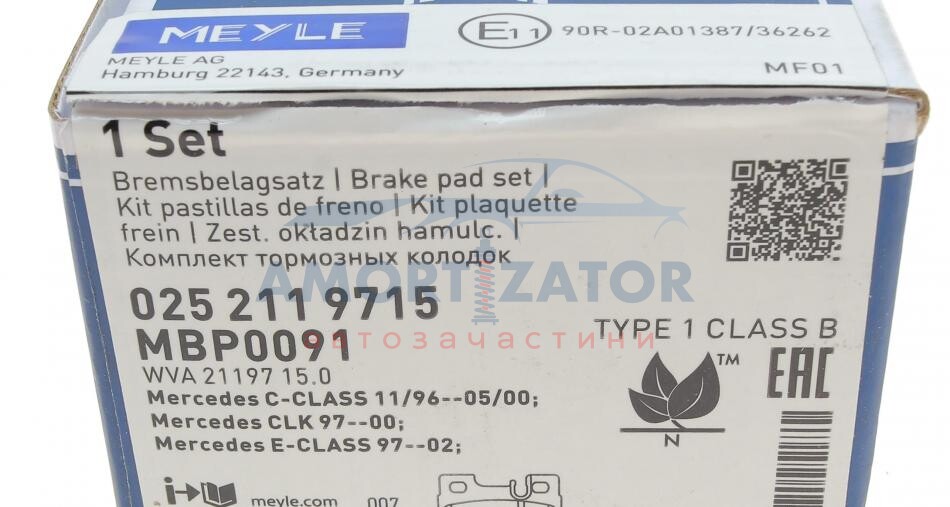 MEYLE
E11 90R-02A01387/36262
MEYLE AG
Hamburg 22143, Germany
MF01
1 Set
Bremsbelagsatz | Brake pad set |
Kit pastillas de freno | Kit plaquette
frein | Zest. okładzin hamulc. |
Комплект тормозных колодок
AMORTIZATOR
автозапчастини
025 211 9715
MBP0091
WVA 21197 15.0
TYPE 1 CLASS B
TM
EAC
N
Mercedes C-CLASS 11/96--05/00;
Mercedes CLK 97--00;
Mercedes E-CLASS 97--02;
i
meyle.com
007